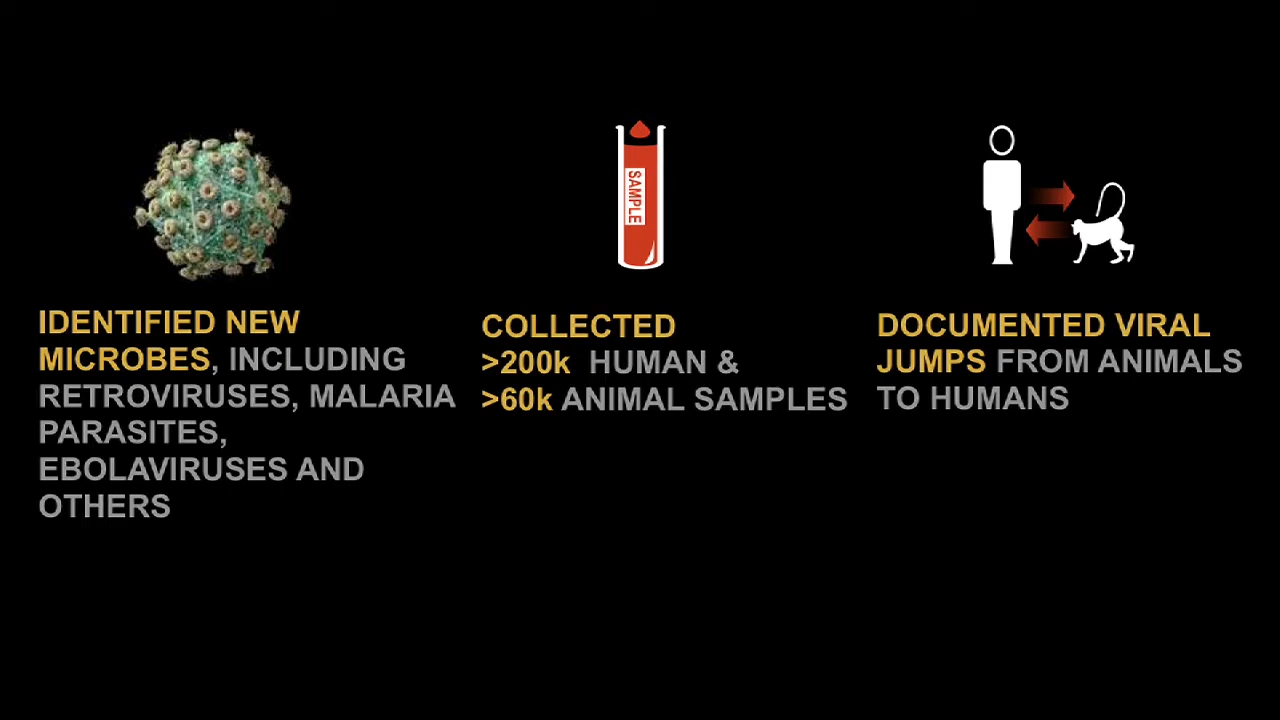 SAMPLE
IDENTIFIED NEW
MICROBES, INCLUDING
RETROVIRUSES, MALARIA
PARASITES,
EBOLAVIRUSES AND
OTHERS
COLLECTED
>200k HUMAN &
>60k ANIMAL SAMPLES
DOCUMENTED VIRAL
JUMPS FROM ANIMALS
TO HUMANS